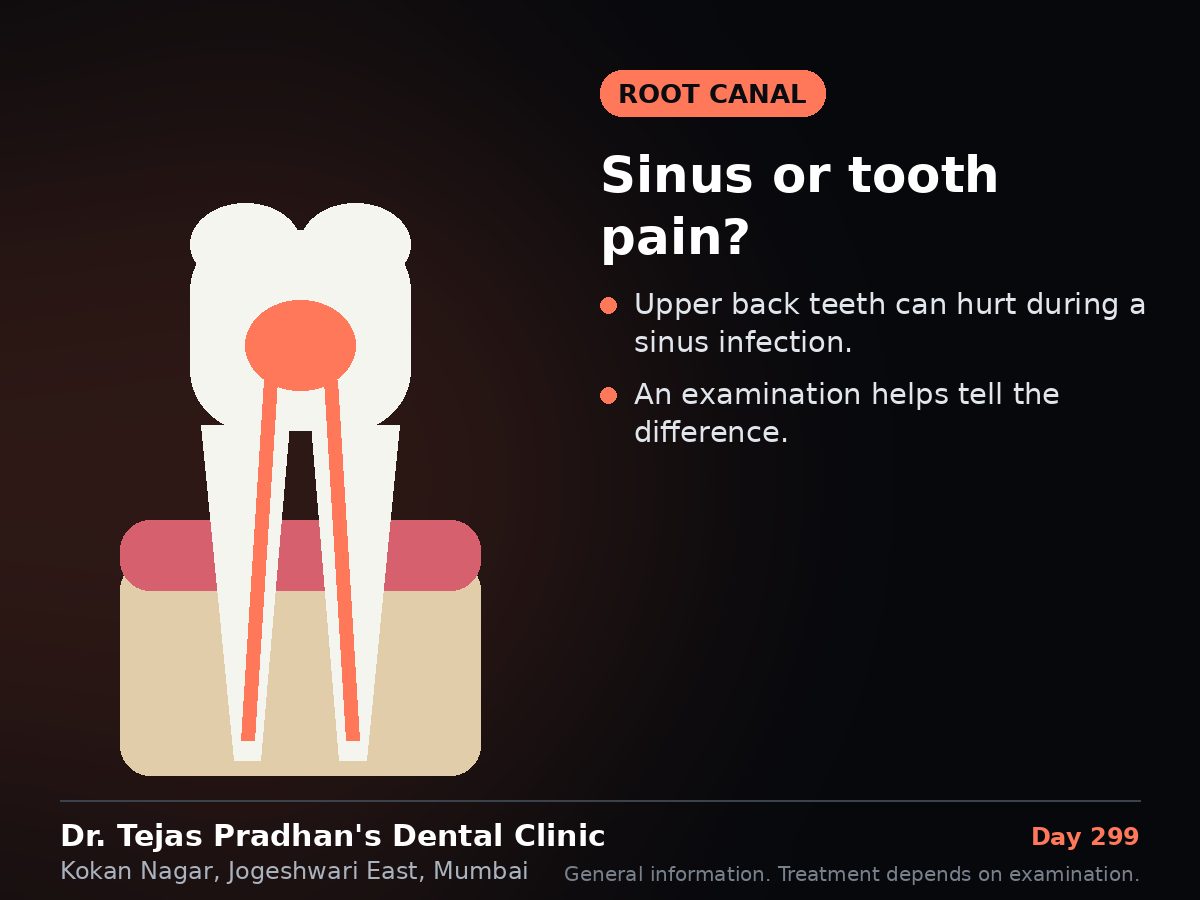 ROOT CANAL
Sinus or tooth
pain?
Upper back teeth can hurt during a
sinus infection.
An examination helps tell the
difference.
Dr. Tejas Pradhan's Dental Clinic
Day 299
Kokan Nagar, Jogeshwari East, Mumbai
General information. Treatment depends on examination.